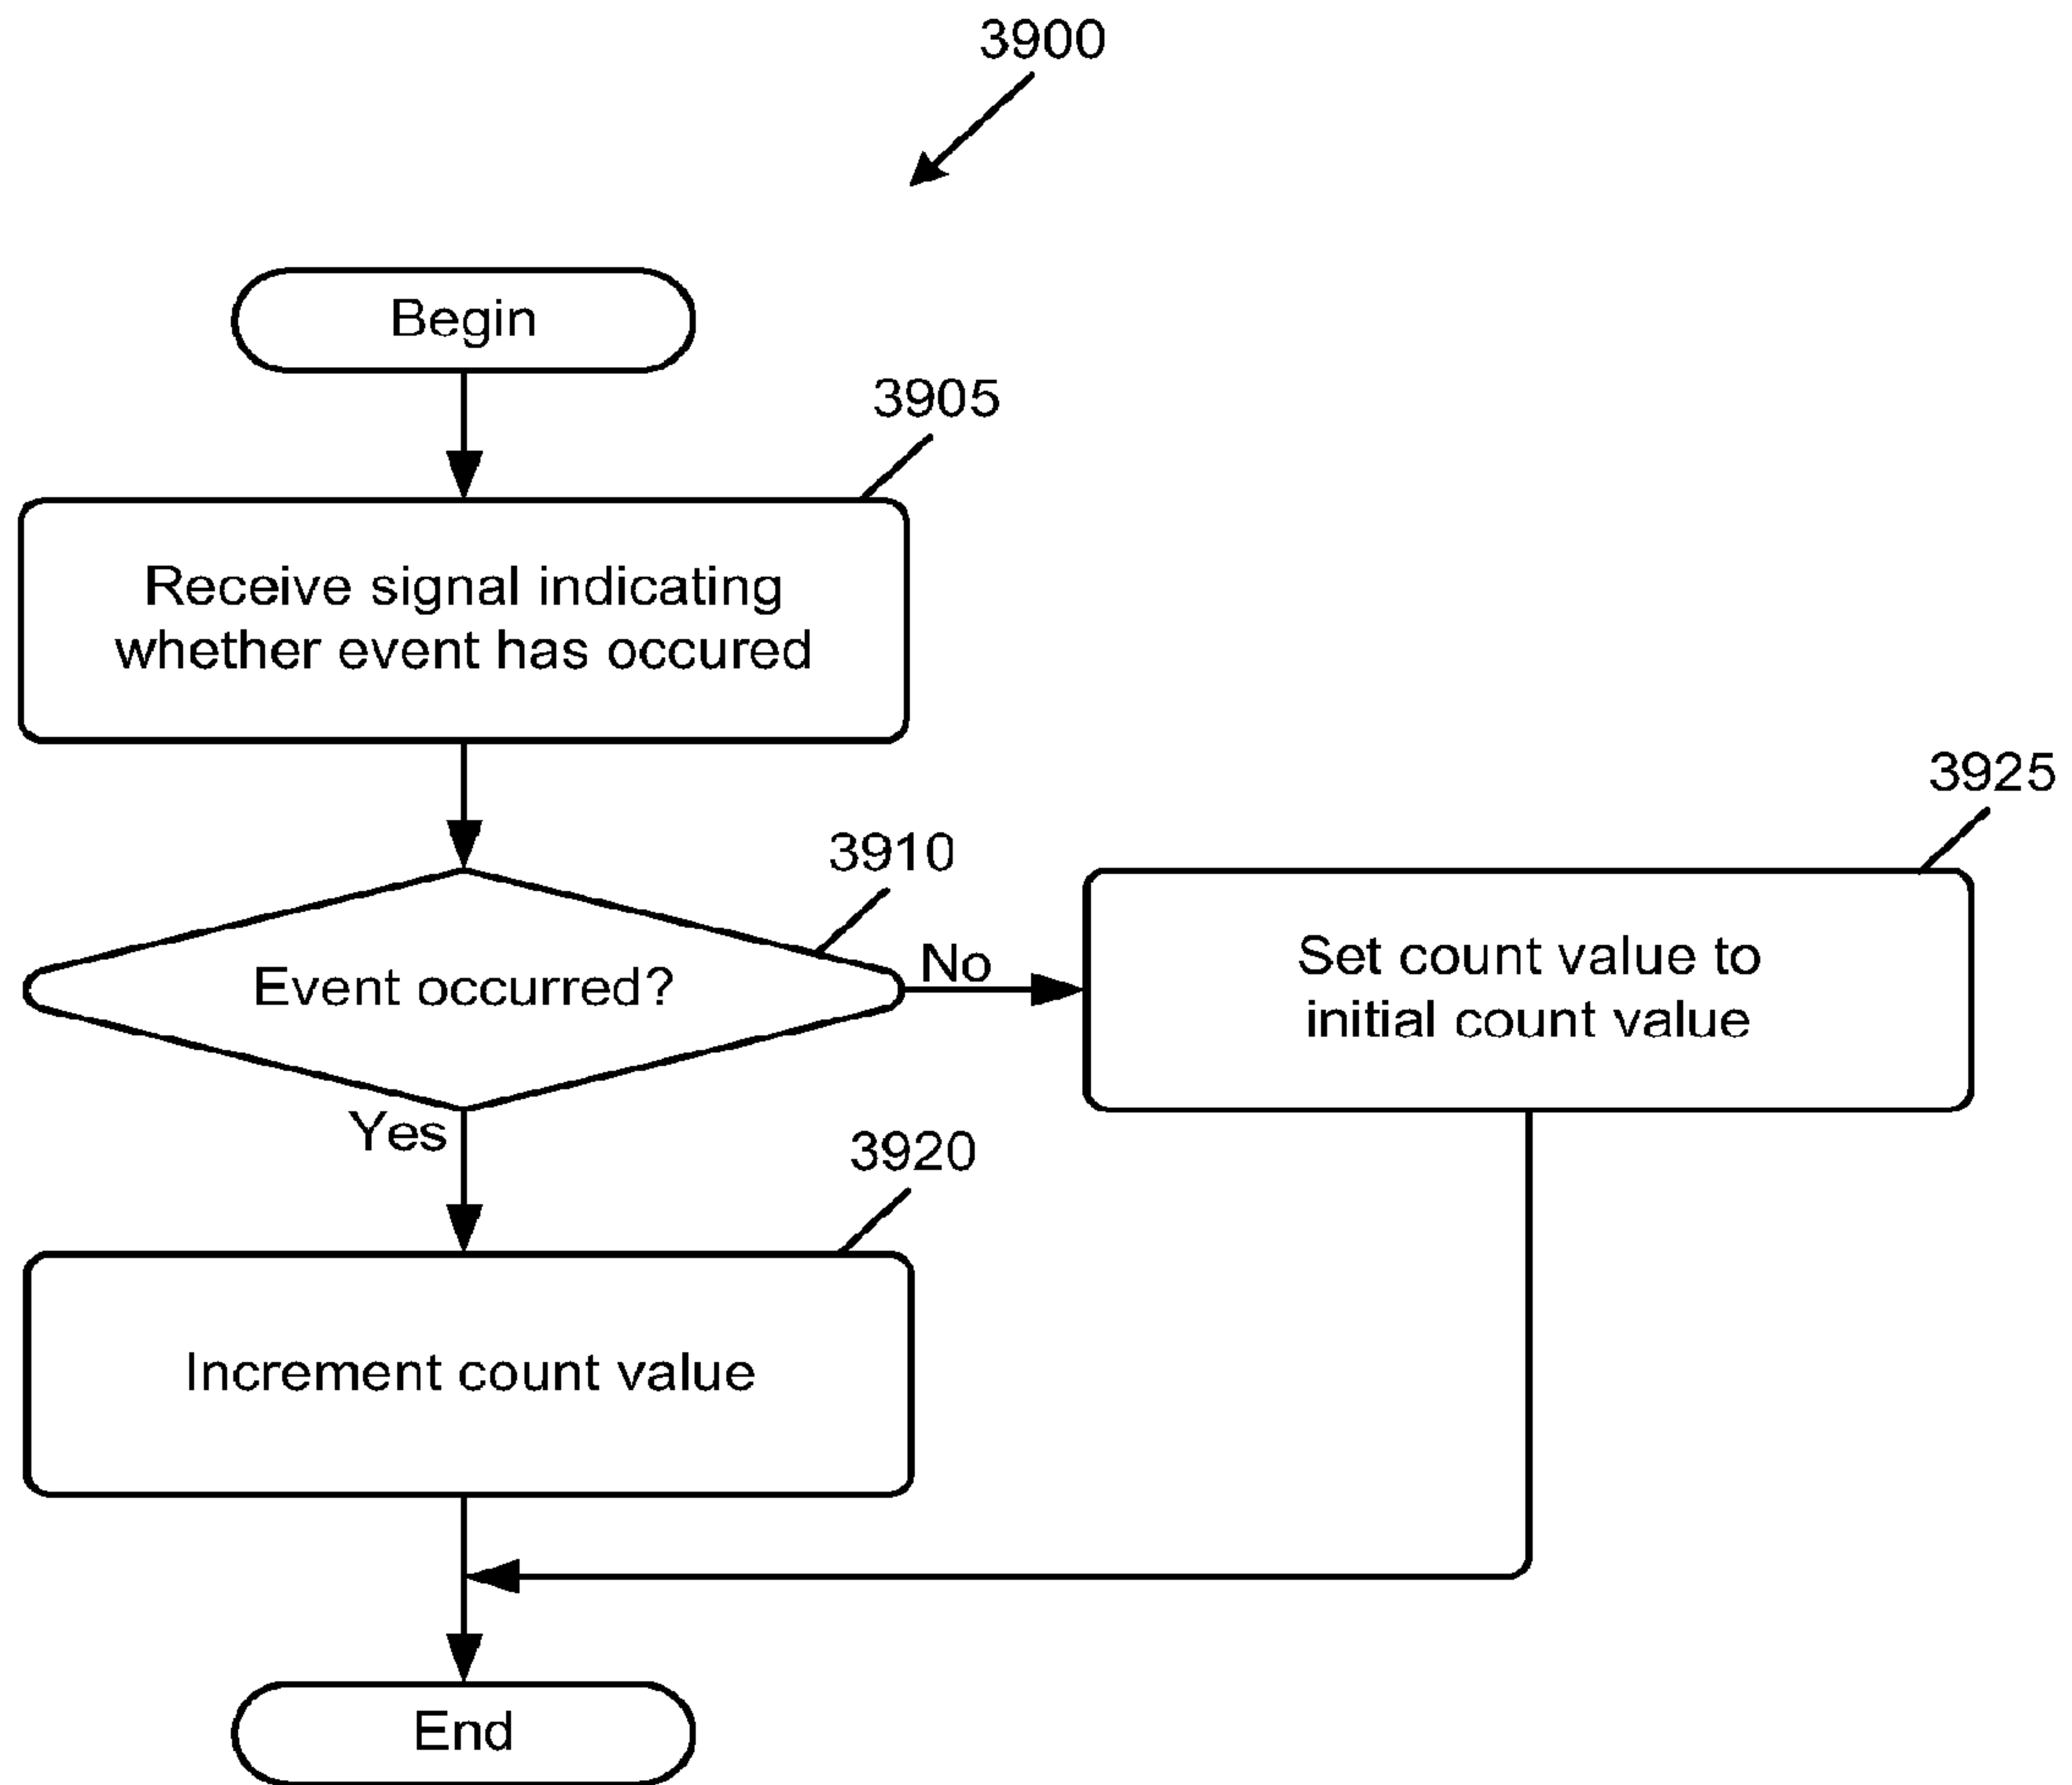 3900
Begin
3905
Receive signal indicating
whether event has occured
3910
Event occurred?
No
3925
Set count value to
initial count value
Yes
3920
Increment count value
End